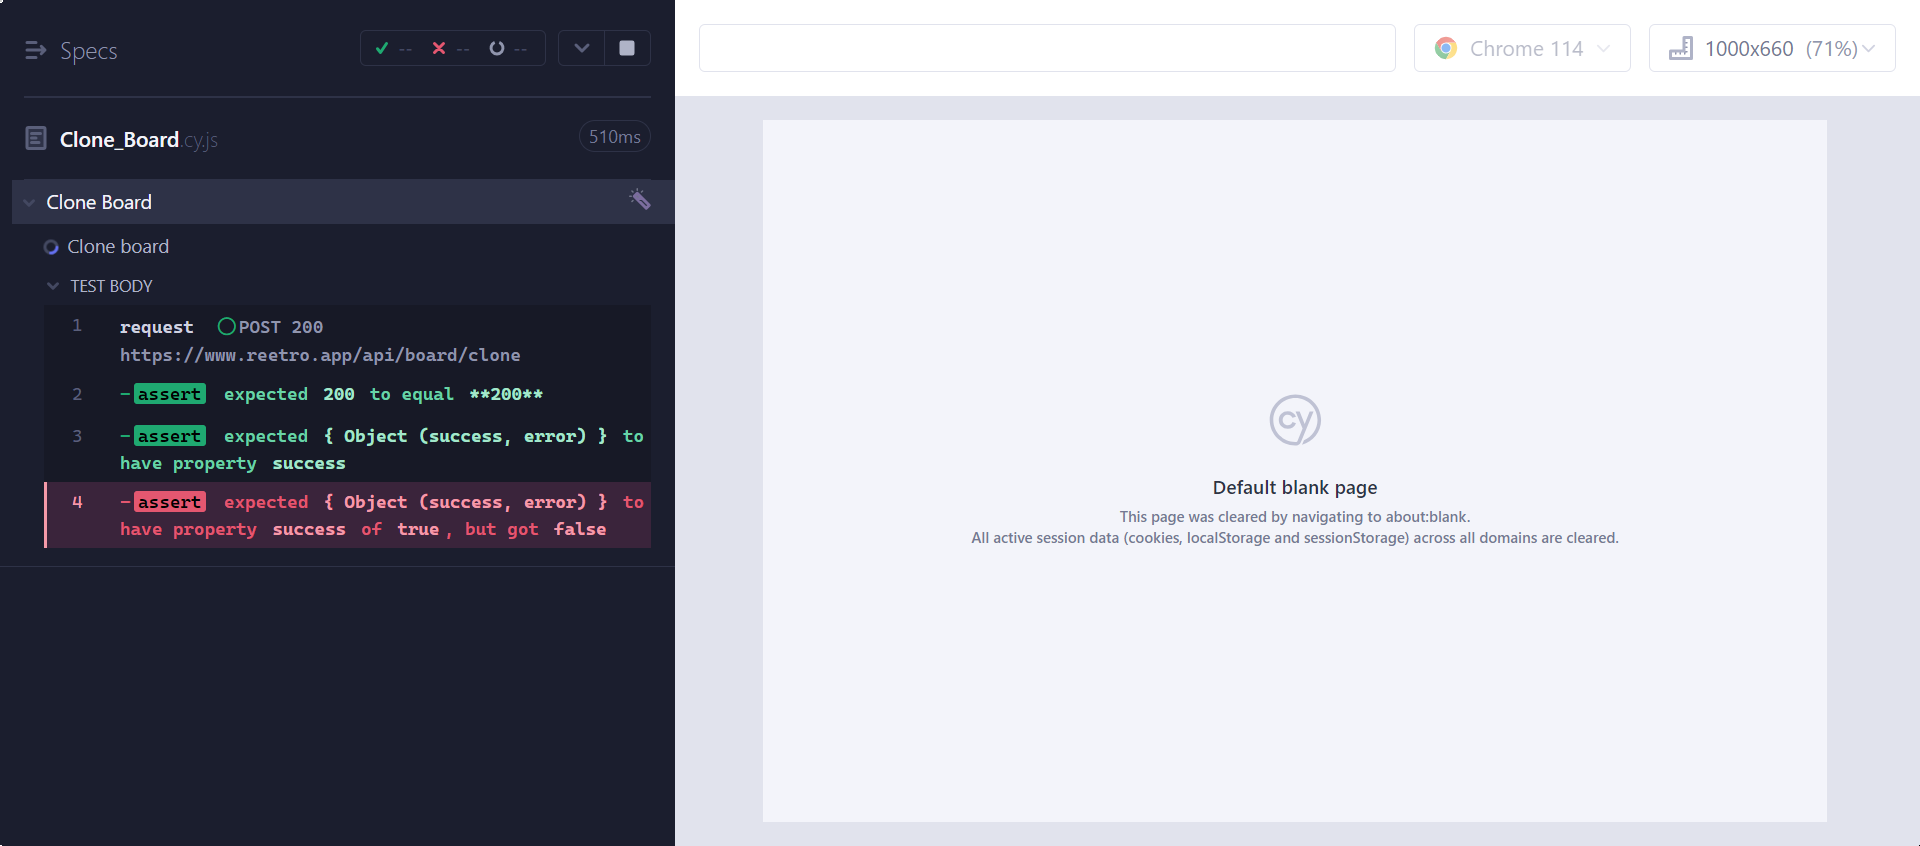 Specs
--
--
--
Chrome 114
1000x660 (71%)
Clone_Board.cy.js
510ms
Clone Board
Clone board
TEST BODY
1 request POST 200
https://www.reetro.app/api/board/clone
2 -assert expected 200 to equal **200**
3 -assert expected { Object (success, error) } to
have property success
4 -assert expected { Object (success, error) } to
have property success of true, but got false
cy
Default blank page
This page was cleared by navigating to about:blank.
All active session data (cookies, localStorage and sessionStorage) across all domains are cleared.